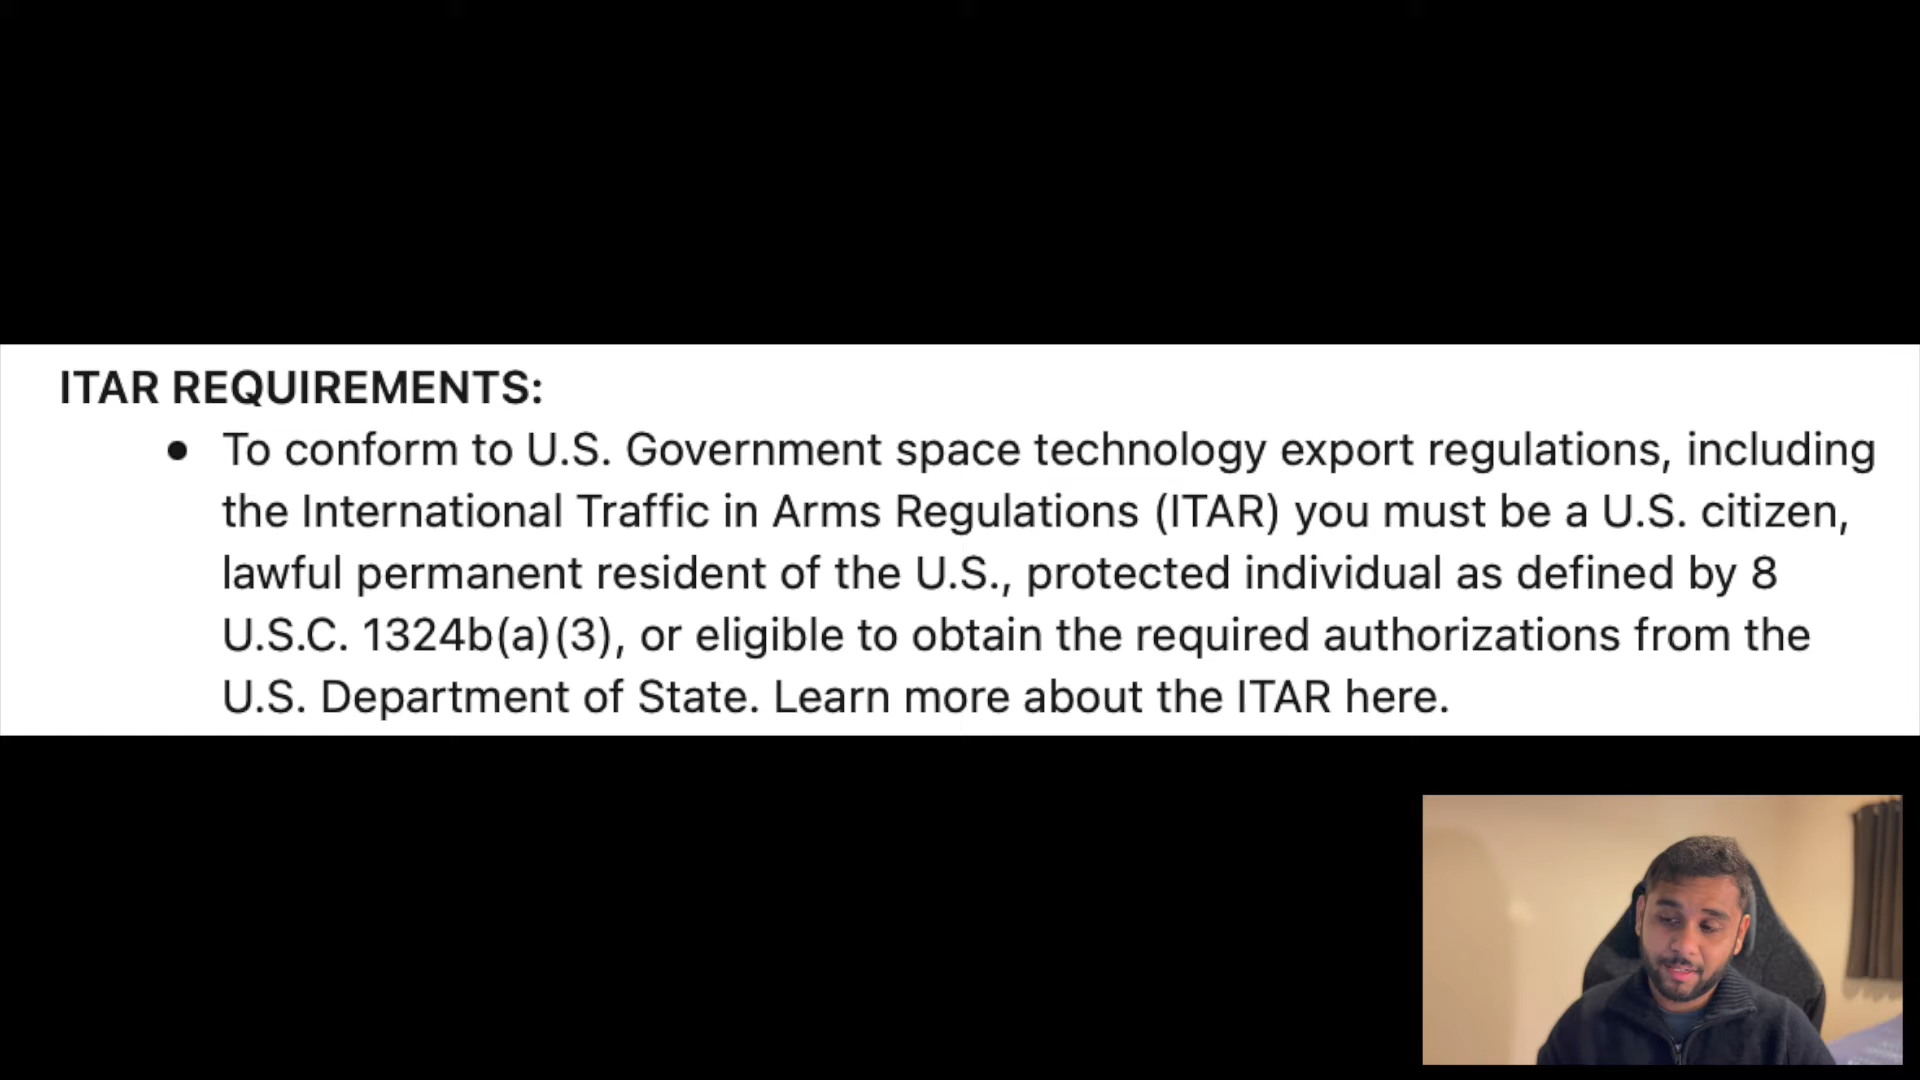 ITAR REQUIREMENTS:
• To conform to U.S. Government space technology export regulations, including
the International Traffic in Arms Regulations (ITAR) you must be a U.S. citizen,
lawful permanent resident of the U.S., protected individual as defined by 8
U.S.C. 1324b(a)(3), or eligible to obtain the required authorizations from the
U.S. Department of State. Learn more about the ITAR here.